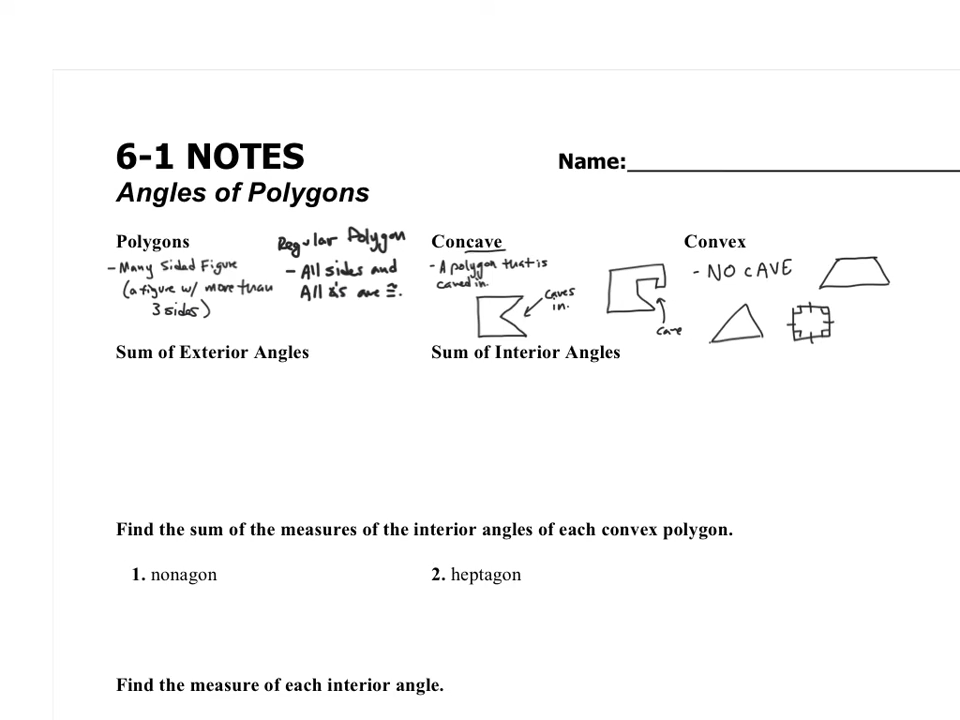 6-1 NOTES
Name:
Angles of Polygons
Polygons
- Many Sided Figure
(a figure w/ more than
3 sides)
Regular Polygon
- All sides and
All ∡'s are ≅.
Concave
- A polygon that is
caved in.
caves
in.
cave
Convex
- NO CAVE
Sum of Exterior Angles
Sum of Interior Angles
Find the sum of the measures of the interior angles of each convex polygon.
1. nonagon
2. heptagon
Find the measure of each interior angle.